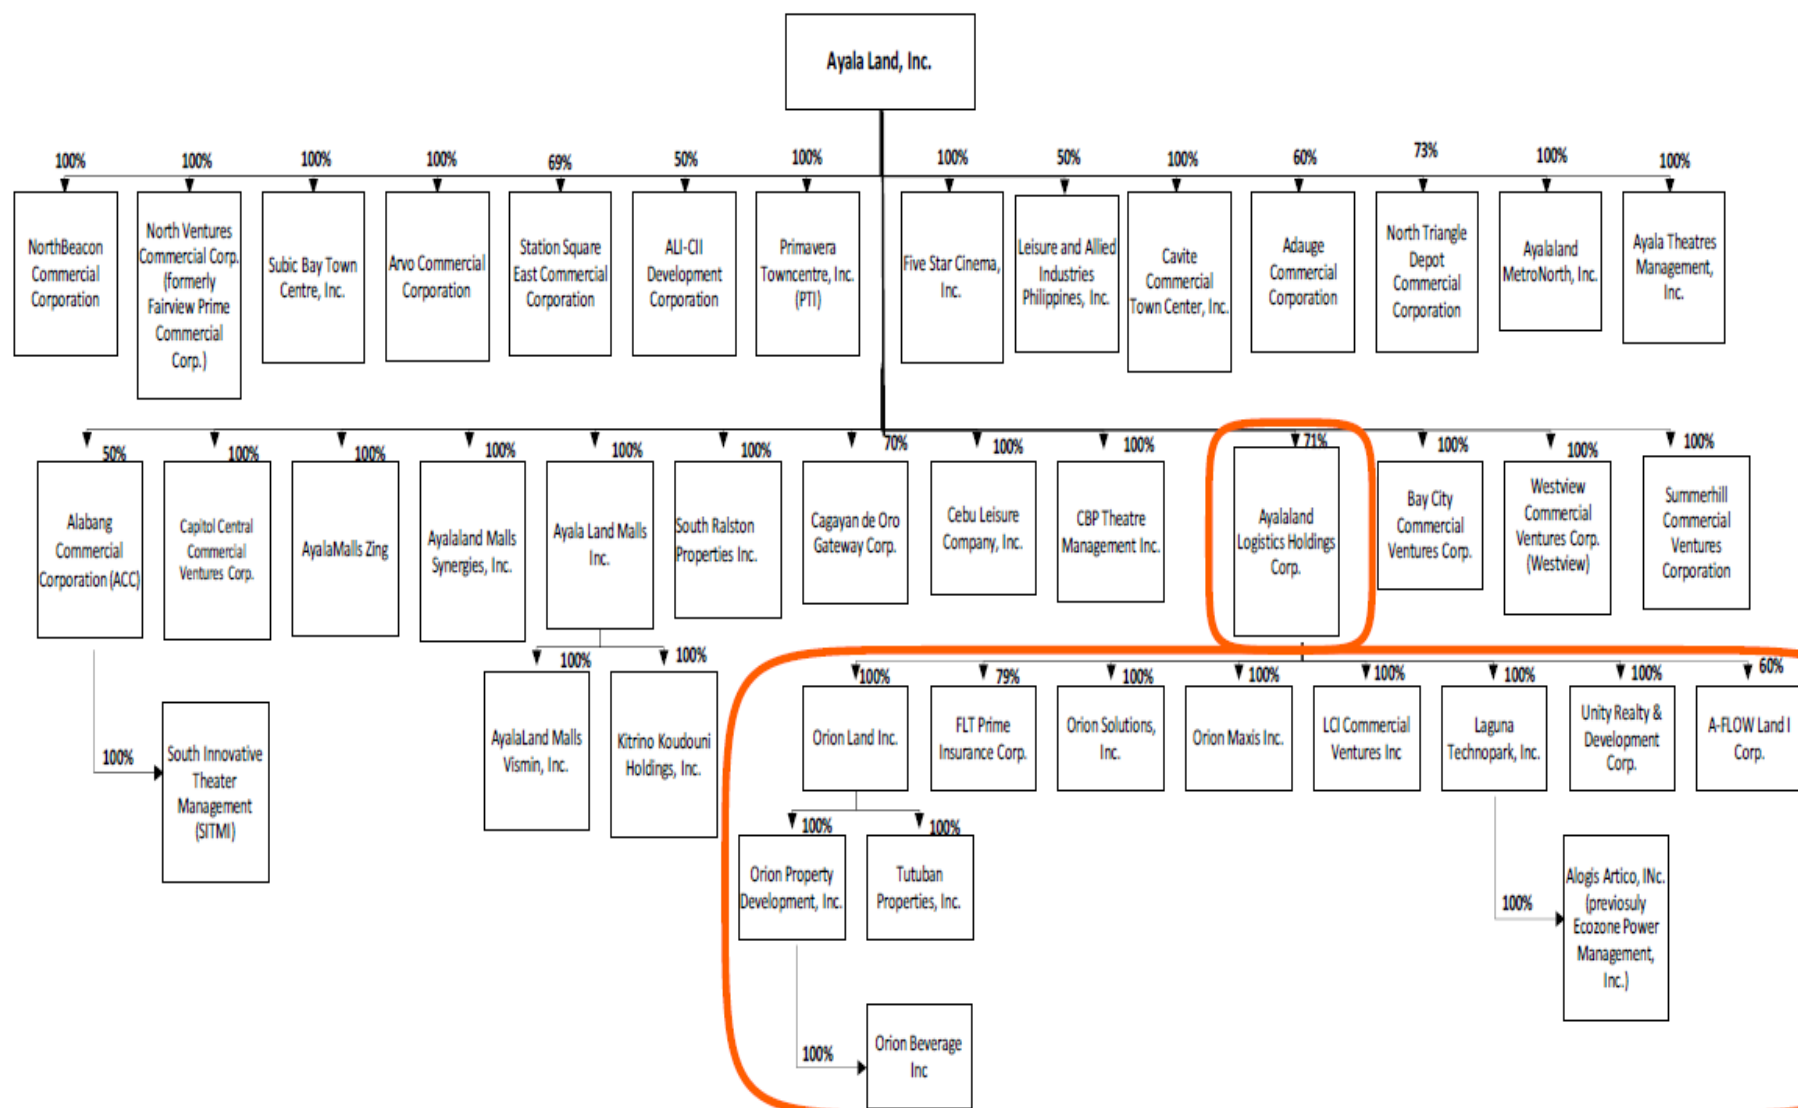 Ayala Land, Inc.
100%
100%
100%
100%
69%
50%
100%
100%
50%
100%
60%
73%
100%
100%
NorthBeacon
Commercial
Corporation
North Ventures
Commercial Corp.
(formerly
Fairview Prime
Commercial
Corp.)
Subic Bay Town
Centre, Inc.
Arvo Commercial
Corporation
Station Square
East Commercial
Corporation
ALI-CII
Development
Corporation
Primavera
Towncentre, Inc.
(PTI)
Five Star Cinema,
Inc.
Leisure and Allied
Industries
Philippines, Inc.
Cavite
Commercial
Town Center, Inc.
Adauge
Commercial
Corporation
North Triangle
Depot
Commercial
Corporation
Ayalaland
MetroNorth, Inc.
Ayala Theatres
Management,
Inc.
50%
100%
100%
100%
100%
100%
70%
100%
100%
71%
100%
100%
100%
Alabang
Commercial
Corporation (ACC)
Capitol Central
Commercial
Ventures Corp.
AyalaMalls Zing
Ayalaland Malls
Synergies, Inc.
Ayala Land Malls
Inc.
South Ralston
Properties Inc.
Cagayan de Oro
Gateway Corp.
Cebu Leisure
Company, Inc.
CBP Theatre
Management Inc.
Ayalaland
Logistics Holdings
Corp.
Bay City
Commercial
Ventures Corp.
Westview
Commercial
Ventures Corp.
(Westview)
Summerhill
Commercial
Ventures
Corporation
100%
100%
100%
79%
100%
100%
100%
100%
100%
60%
100%
South Innovative
Theater
Management
(SITMI)
AyalaLand Malls
Vismin, Inc.
Kitrino Koudouni
Holdings, Inc.
Orion Land Inc.
FLT Prime
Insurance Corp.
Orion Solutions,
Inc.
Orion Maxis Inc.
LCI Commercial
Ventures Inc
Laguna
Technopark, Inc.
Unity Realty &
Development
Corp.
A-FLOW Land I
Corp.
100%
100%
Orion Property
Development, Inc.
Tutuban
Properties, Inc.
100%
Alogis Artico, INc.
(previosuly
Ecozone Power
Management,
Inc.)
100%
Orion Beverage
Inc